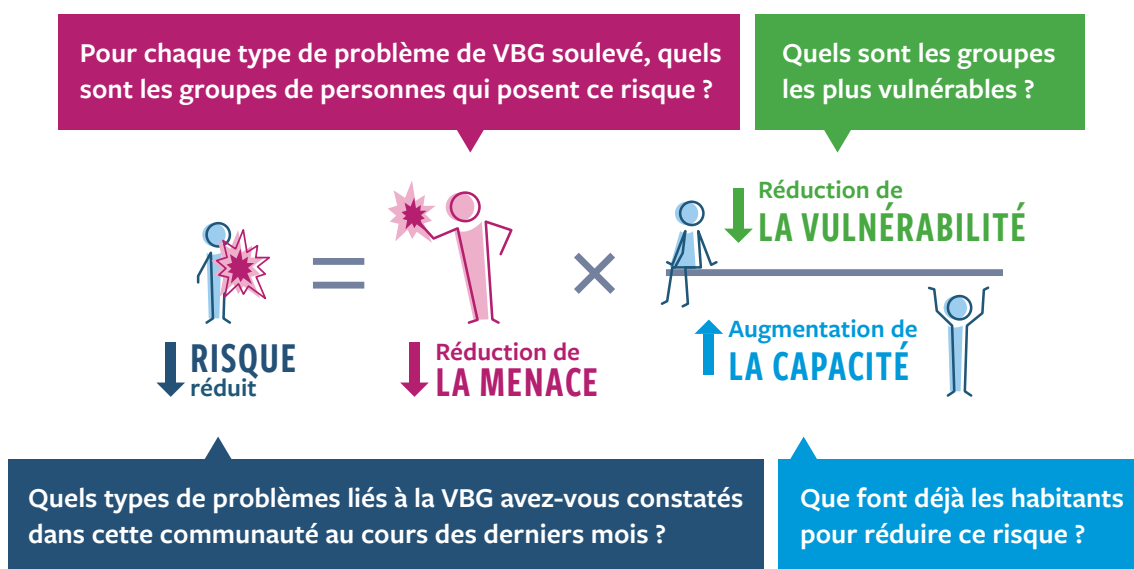 Pour chaque type de problème de VBG soulevé, quels
sont les groupes de personnes qui posent ce risque ?
Quels sont les groupes
les plus vulnérables ?
Réduction de
LA VULNÉRABILITÉ
=
×
RISQUE
réduit
Réduction de
LA MENACE
Augmentation de
LA CAPACITÉ
Quels types de problèmes liés à la VBG avez-vous constatés
dans cette communauté au cours des derniers mois ?
Que font déjà les habitants
pour réduire ce risque ?